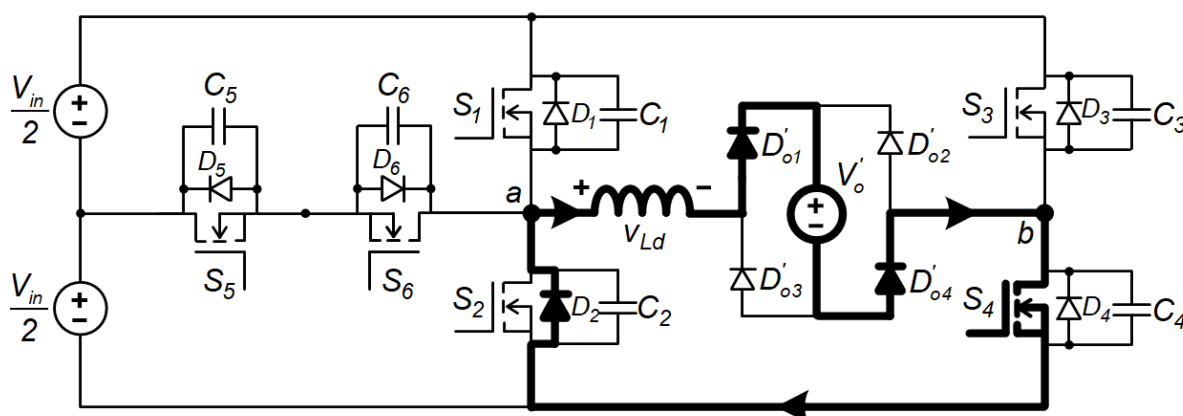 V_in/2
V_in/2
C5
D5
S5
C6
D6
S6
S1
D1
C1
a
+
-
v_Ld
S2
D2
C2
D'o1
D'o2
V'o
D'o3
D'o4
S3
D3
C3
b
S4
D4
C4